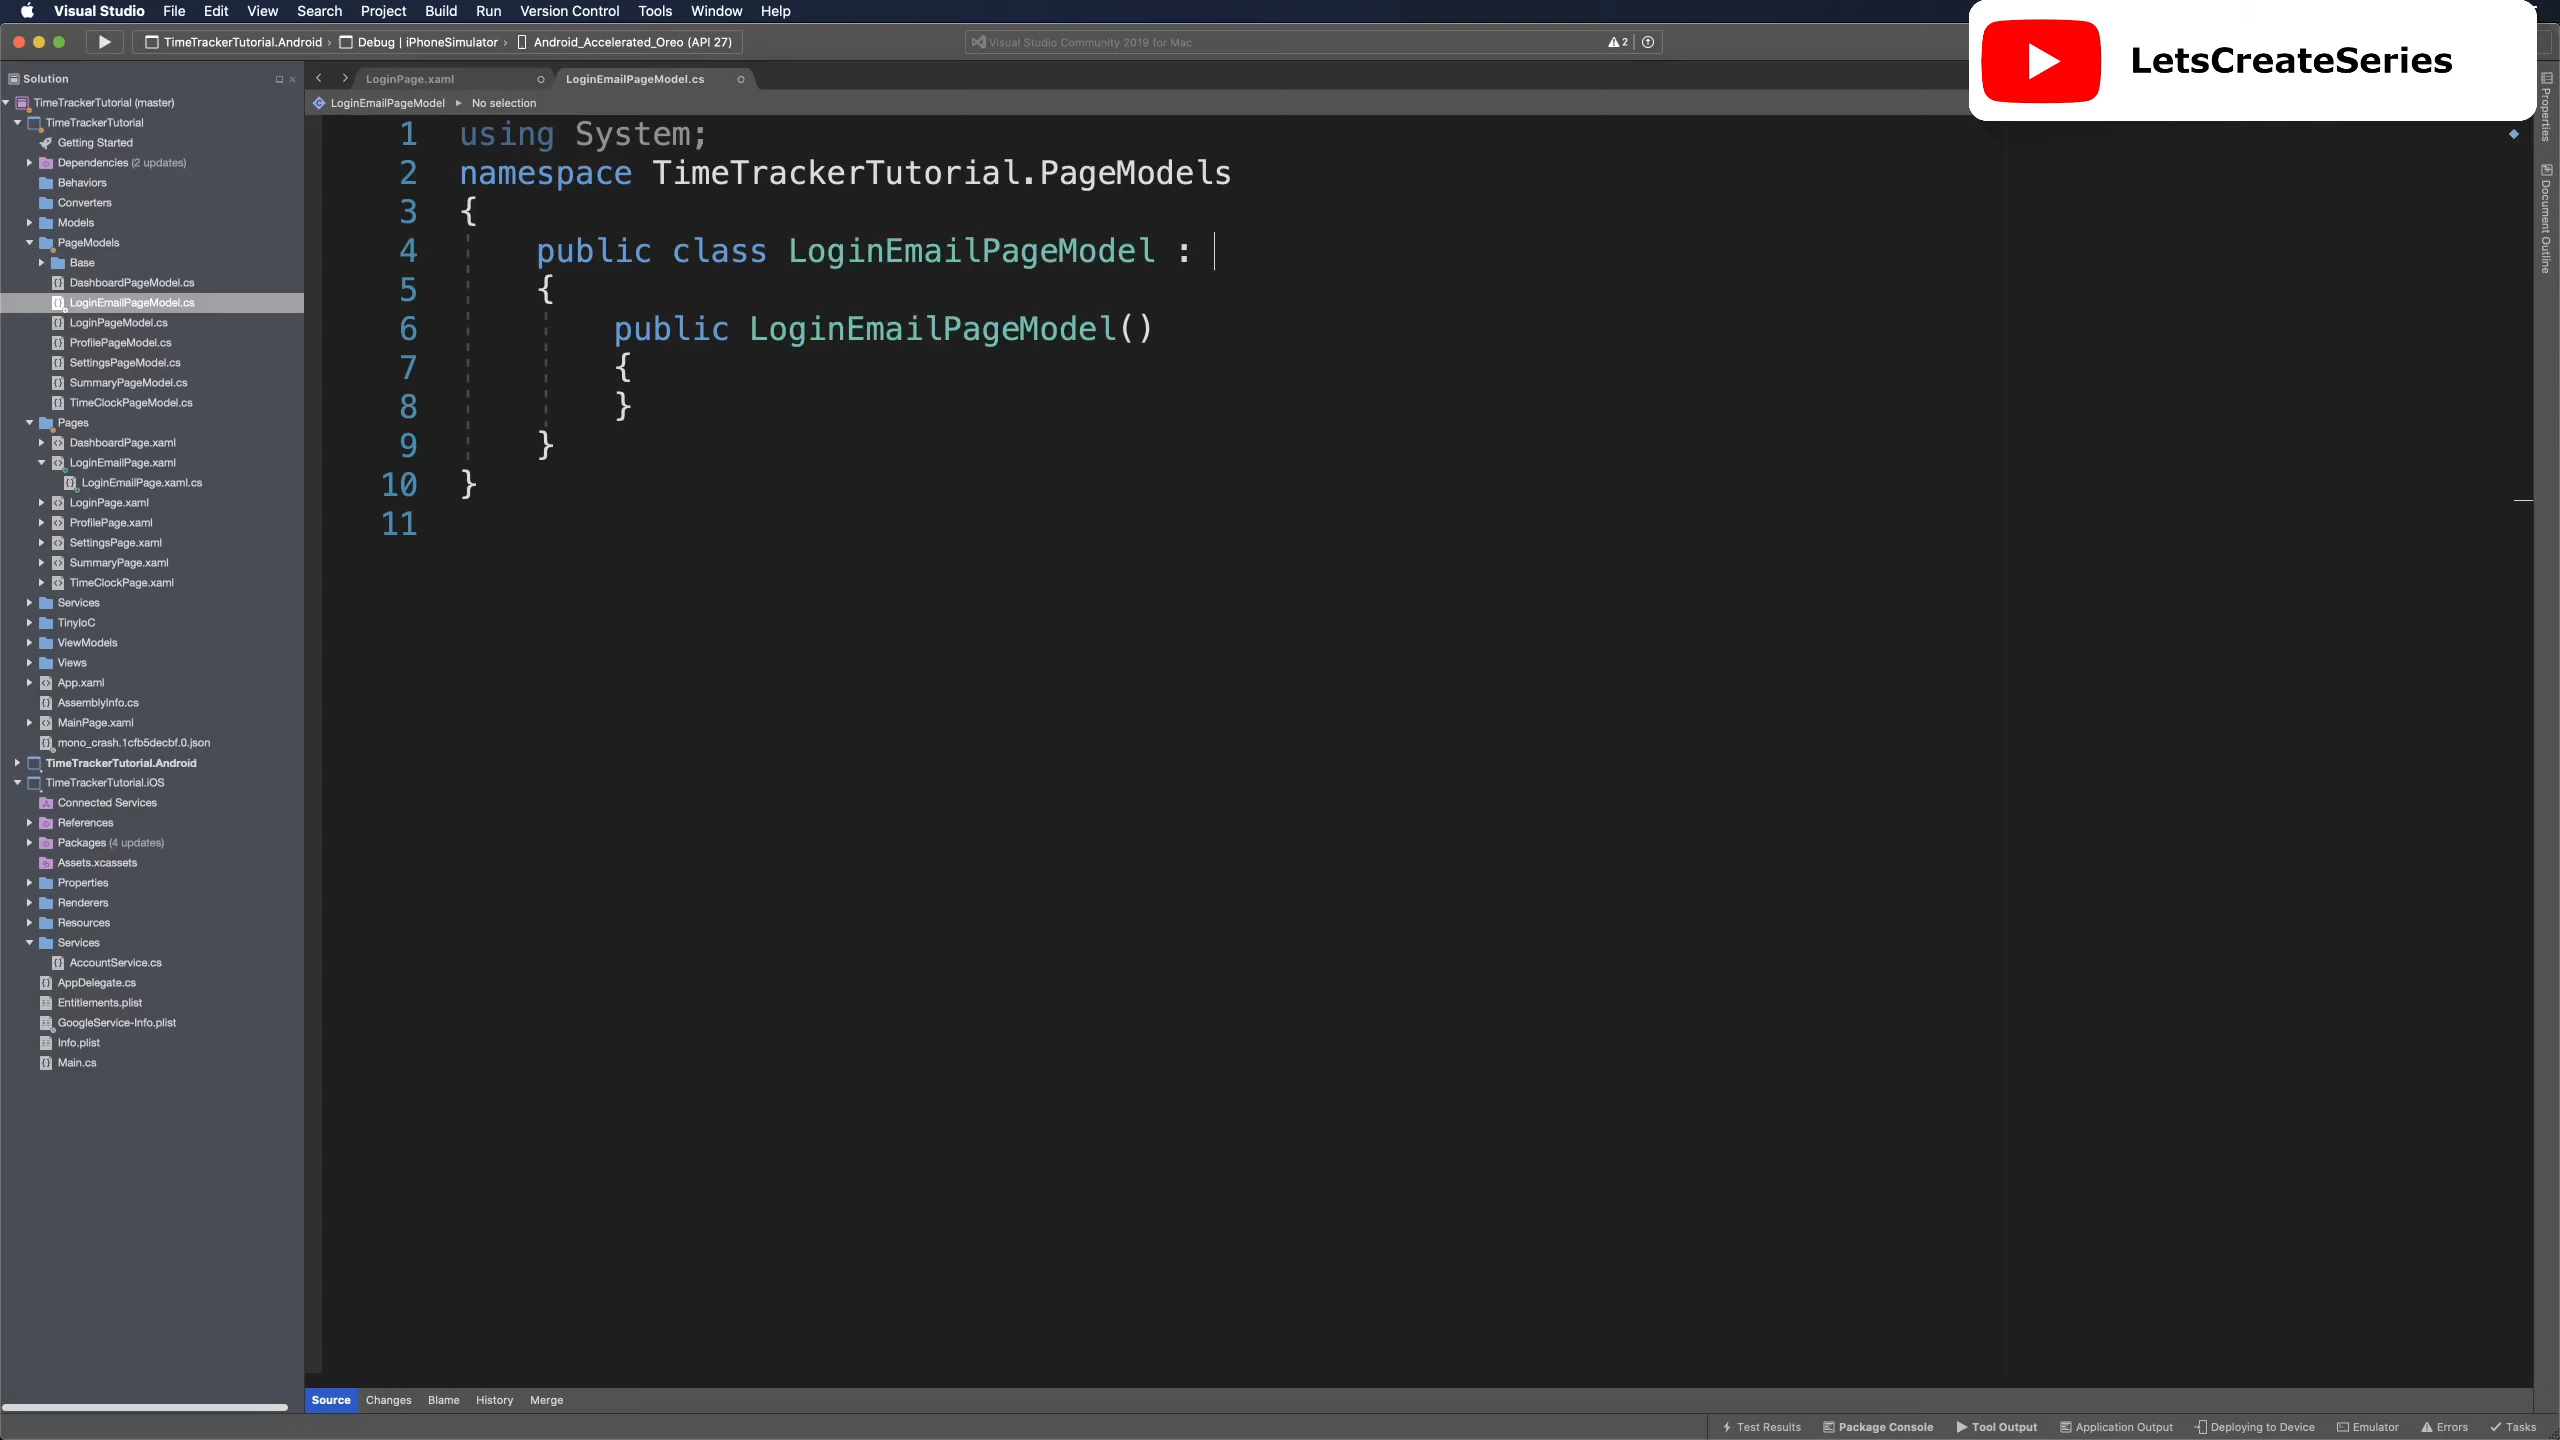 Visual Studio File Edit View Search Project Build Run Version Control Tools Window Help
TimeTrackerTutorial.Android › Debug | iPhoneSimulator › Android_Accelerated_Oreo (API 27)
Visual Studio Community 2019 for Mac
2
LetsCreateSeries
Solution
TimeTrackerTutorial (master)
TimeTrackerTutorial
Getting Started
Dependencies (2 updates)
Behaviors
Converters
Models
PageModels
Base
DashboardPageModel.cs
LoginEmailPageModel.cs
LoginPageModel.cs
ProfilePageModel.cs
SettingsPageModel.cs
SummaryPageModel.cs
TimeClockPageModel.cs
Pages
DashboardPage.xaml
LoginEmailPage.xaml
LoginEmailPage.xaml.cs
LoginPage.xaml
ProfilePage.xaml
SettingsPage.xaml
SummaryPage.xaml
TimeClockPage.xaml
Services
TinyIoC
ViewModels
Views
App.xaml
AssemblyInfo.cs
MainPage.xaml
mono_crash.1cfb5decbf.0.json
TimeTrackerTutorial.Android
TimeTrackerTutorial.iOS
Connected Services
References
Packages (4 updates)
Assets.xcassets
Properties
Renderers
Resources
Services
AccountService.cs
AppDelegate.cs
Entitlements.plist
GoogleService-Info.plist
Info.plist
Main.cs
LoginPage.xaml
LoginEmailPageModel.cs
LoginEmailPageModel
No selection
1 using System;
2 namespace TimeTrackerTutorial.PageModels
3 {
4 public class LoginEmailPageModel :
5 {
6 public LoginEmailPageModel()
7 {
8 }
9 }
10 }
11
Properties
Document Outline
Source Changes Blame History Merge
Test Results Package Console Tool Output Application Output Deploying to Device Emulator Errors Tasks